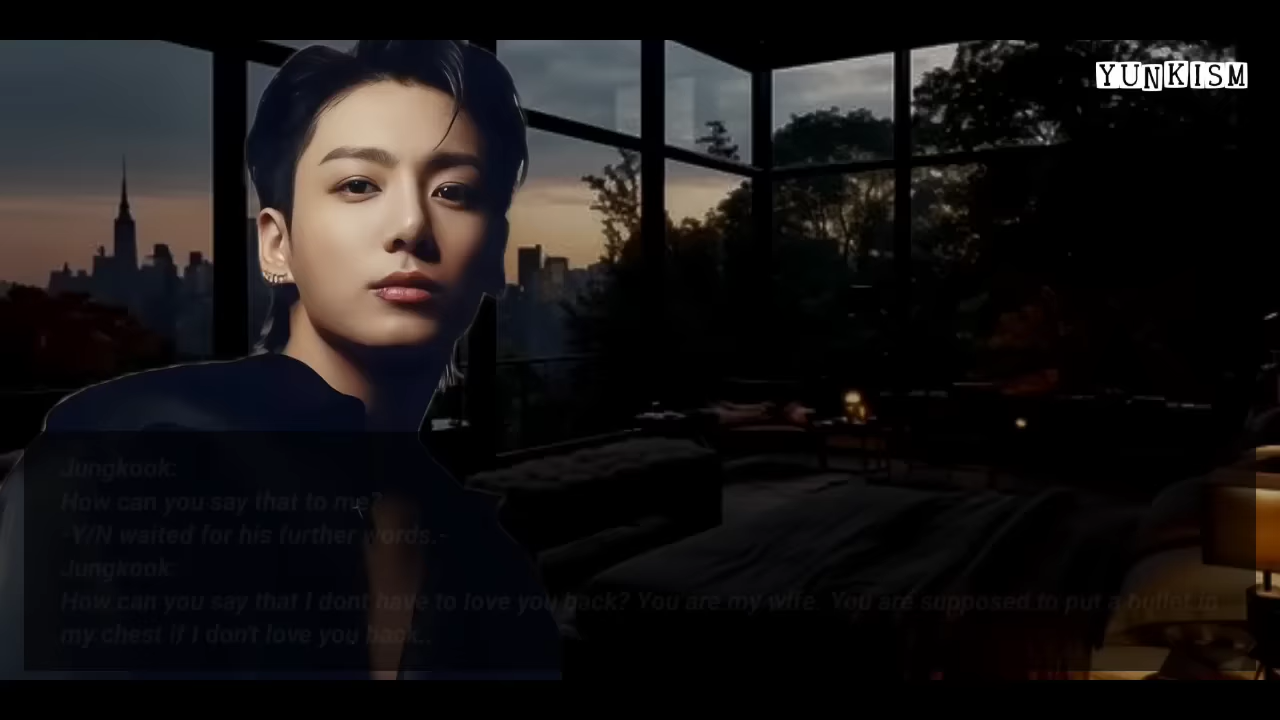 YUNKISM
Jungkook:
How can you say that to me?
-Y/N waited for his further words.-
Jungkook:
How can you say that I dont have to love you back? You are my wife. You are supposed to put a bullet in
my chest if I don't love you back..